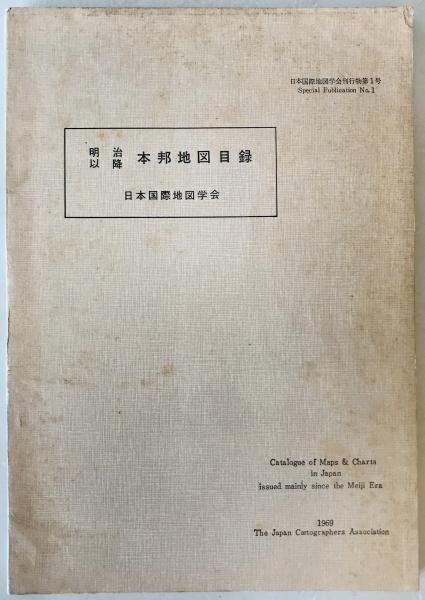 日本国際地図学会刊行物第1号
Special Publication No.1
明治以降 本邦地図目録
日本国際地図学会
Catalogue of Maps & Charts
in Japan
issued mainly since the Meiji Era
1969
The Japan Cartographers Association